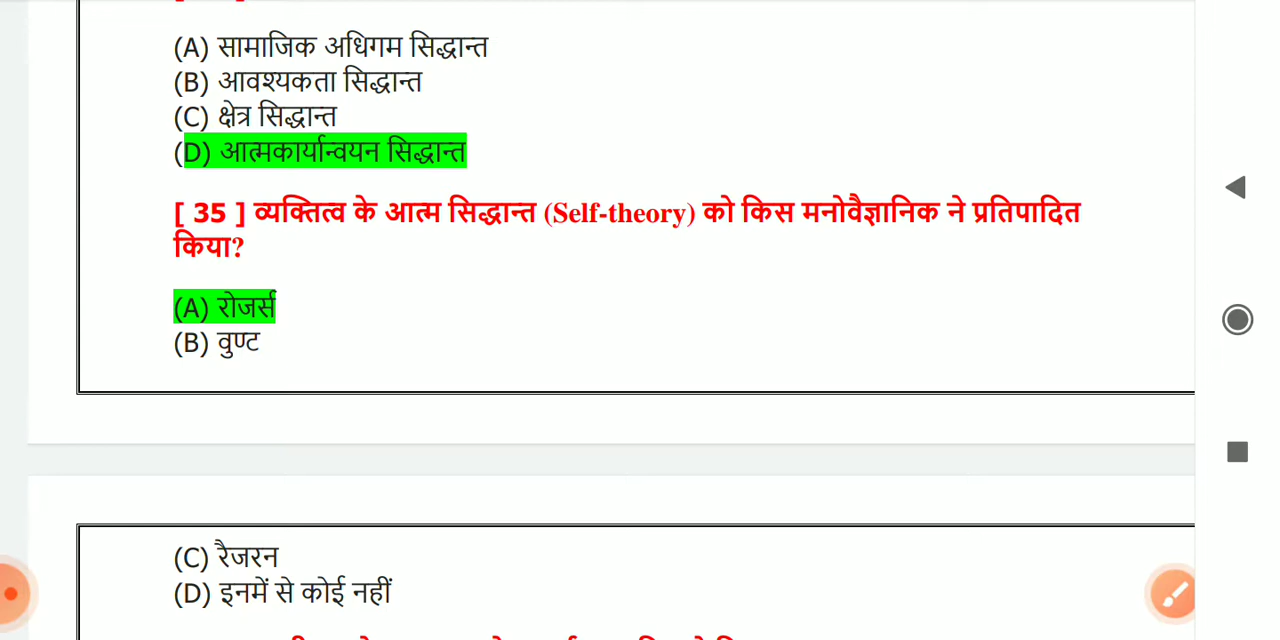 (A) सामाजिक अधिगम सिद्धान्त
(B) आवश्यकता सिद्धान्त
(C) क्षेत्र सिद्धान्त
(D) आत्मकार्यान्वयन सिद्धान्त
[ 35 ] व्यक्तित्व के आत्म सिद्धान्त (Self-theory) को किस मनोवैज्ञानिक ने प्रतिपादित
किया?
(A) रोजर्स
(B) वुण्ट
(C) रैजरन
(D) इनमें से कोई नहीं